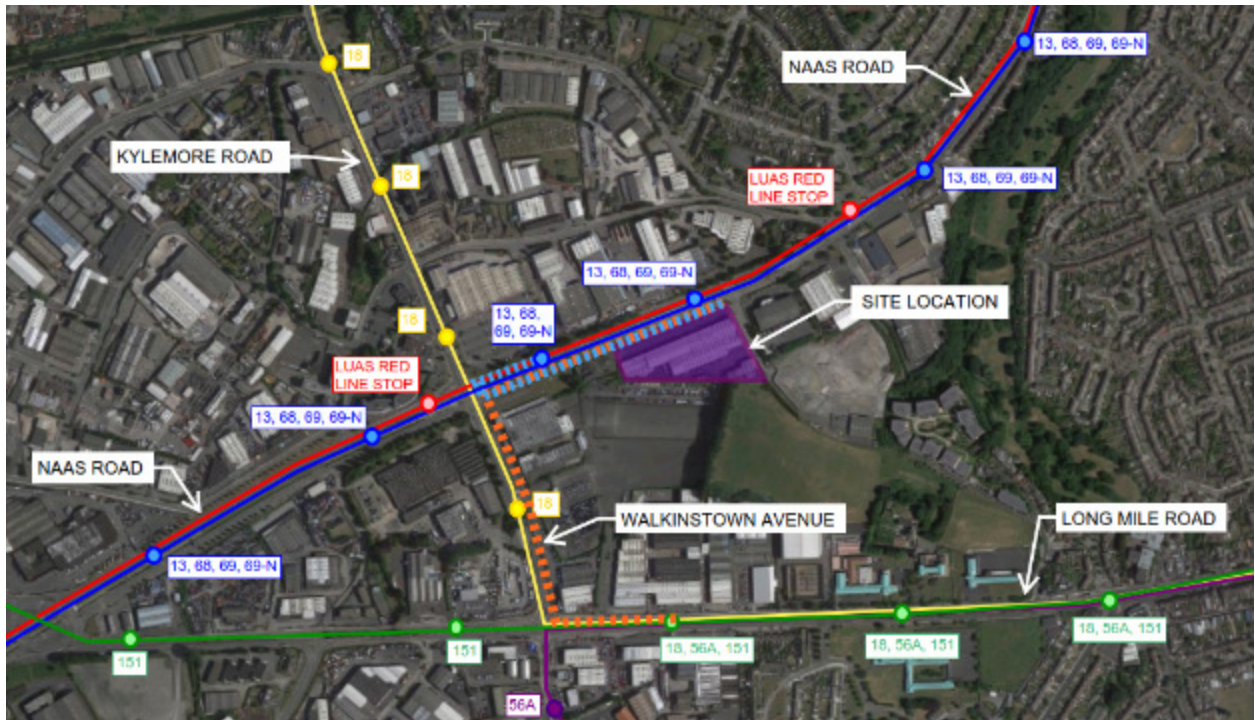 18
13, 68, 69, 69-N
NAAS ROAD
KYLEMORE ROAD
18
13, 68, 69, 69-N
LUAS RED
LINE STOP
13, 68, 69, 69-N
SITE LOCATION
18
13, 68,
69, 69-N
LUAS RED
LINE STOP
13, 68, 69, 69-N
NAAS ROAD
18
WALKINSTOWN AVENUE
LONG MILE ROAD
13, 68, 69, 69-N
151
151
18, 56A, 151
18, 56A, 151
18, 56A, 151
56A